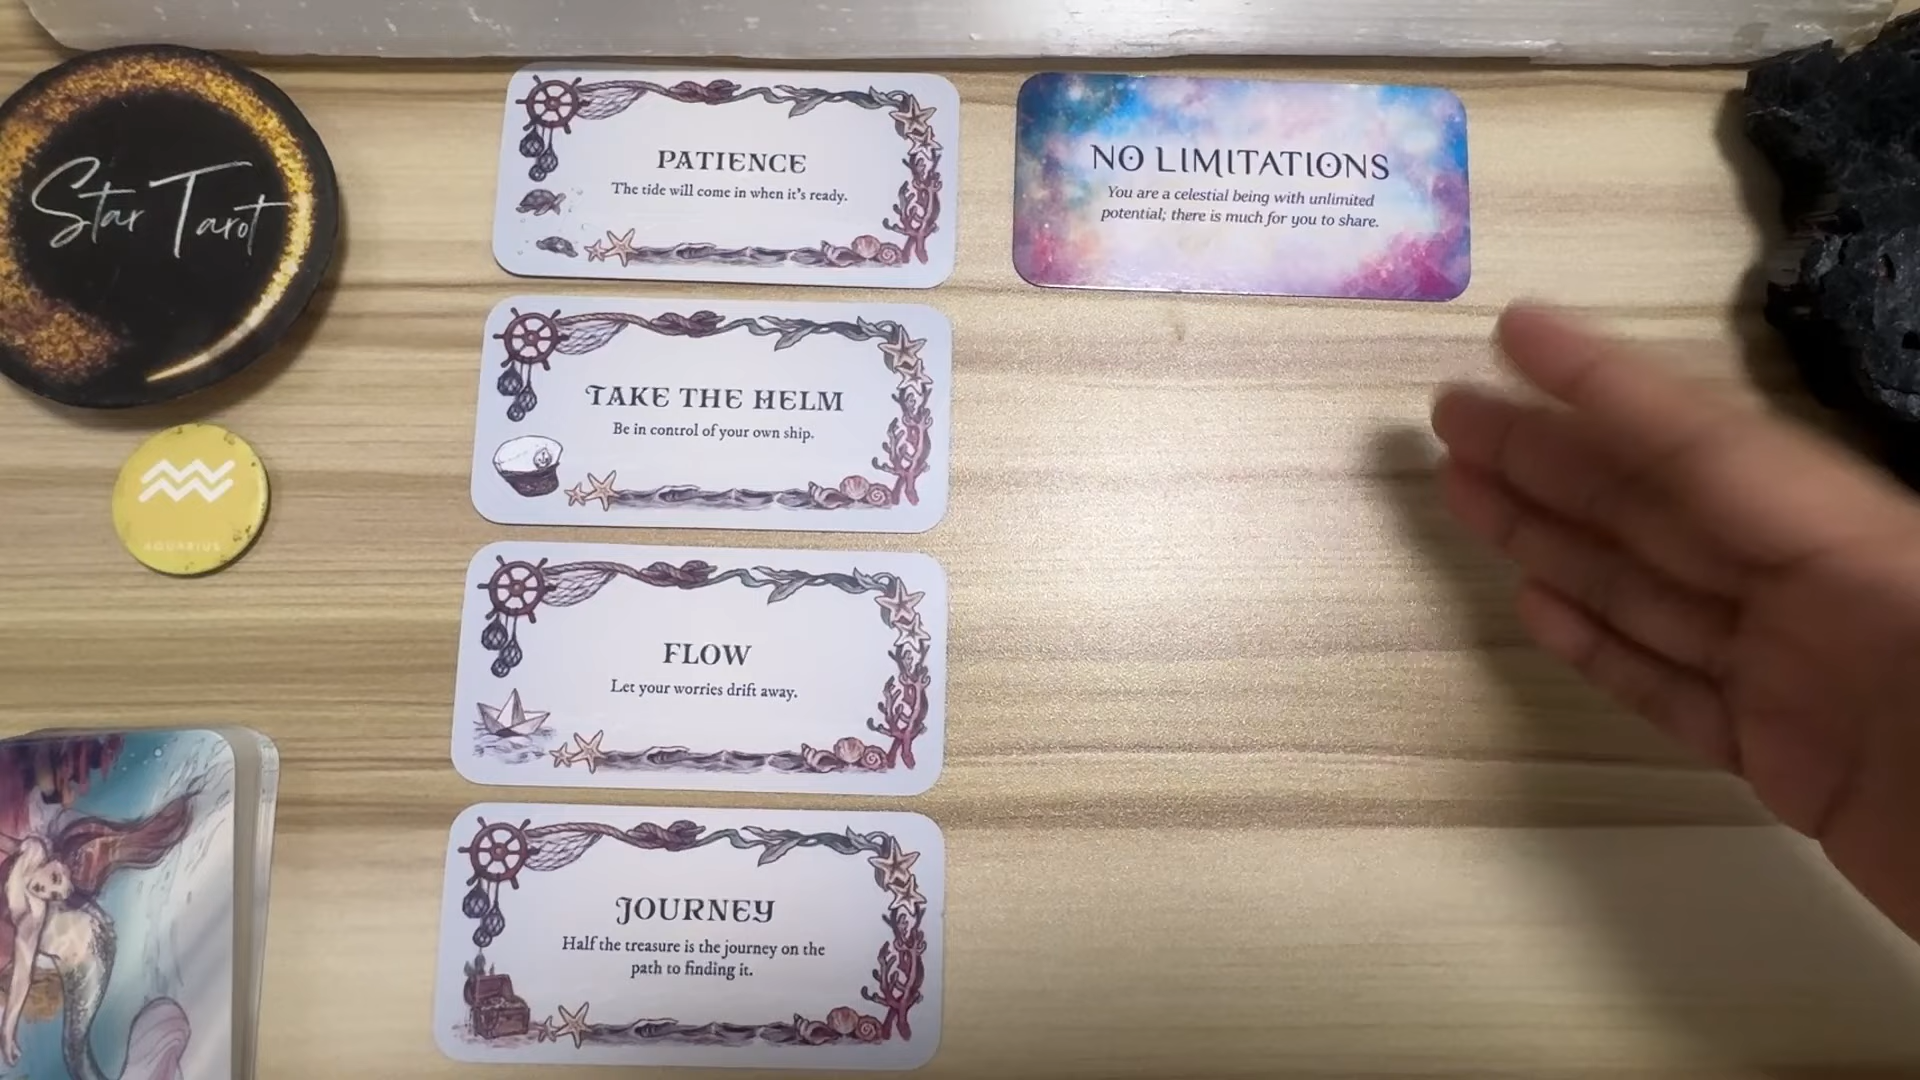 Star Tarot
AQUARIUS
PATIENCE
The tide will come in when it's ready.
TAKE THE HELM
Be in control of your own ship.
FLOW
Let your worries drift away.
JOURNEY
Half the treasure is the journey on the
path to finding it.
NO LIMITATIONS
You are a celestial being with unlimited
potential; there is much for you to share.